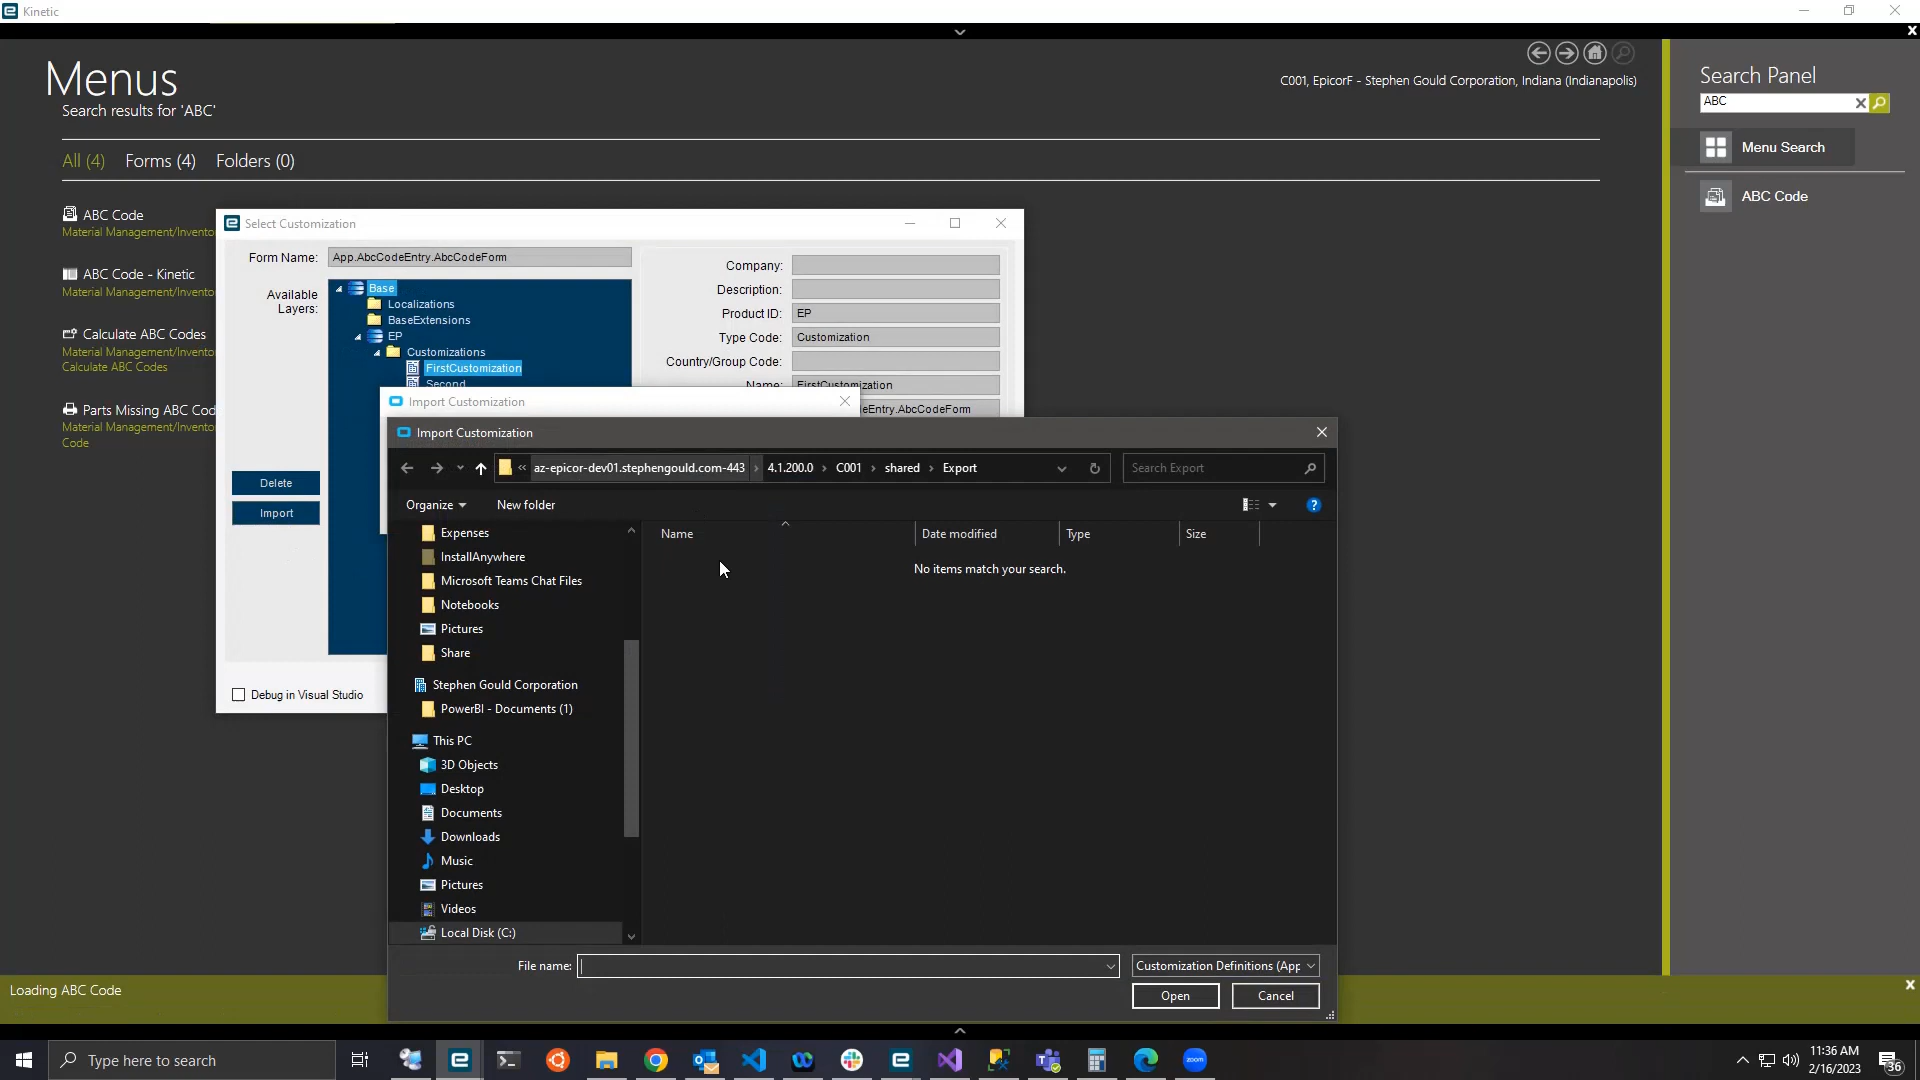 Kinetic
Menus
Search results for 'ABC'
C001, EpicorF - Stephen Gould Corporation, Indiana (Indianapolis)
All (4) Forms (4) Folders (0)
ABC Code
Material Management/Invento
ABC Code - Kinetic
Material Management/Invento
Calculate ABC Codes
Material Management/Invento
Calculate ABC Codes
Parts Missing ABC Cod
Material Management/Invento
Code
Search Panel
ABC
Menu Search
ABC Code
Select Customization
Form Name: App.AbcCodeEntry.AbcCodeForm
Available
Layers:
Base
Localizations
BaseExtensions
EP
Customizations
FirstCustomization
Second
Company:
Description:
Product ID: EP
Type Code: Customization
Country/Group Code:
Name: FirstCustomization
eEntry.AbcCodeForm
Delete
Import
Debug in Visual Studio
Import Customization
Import Customization
« az-epicor-dev01.stephengould.com-443 › 4.1.200.0 › C001 › shared › Export
Search Export
Organize New folder
?
Name Date modified Type Size
No items match your search.
Expenses
InstallAnywhere
Microsoft Teams Chat Files
Notebooks
Pictures
Share
Stephen Gould Corporation
PowerBI - Documents (1)
This PC
3D Objects
Desktop
Documents
Downloads
Music
Pictures
Videos
Local Disk (C:)
File name:
Customization Definitions (App
Open Cancel
Loading ABC Code
Type here to search
zoom
11:36 AM
2/16/2023
36